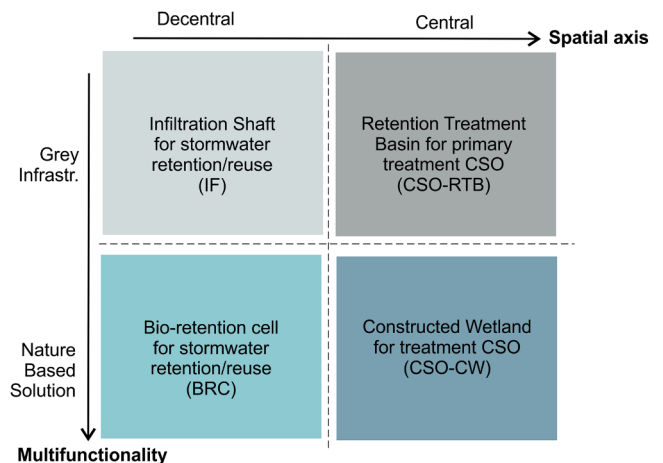 Decentral
Central
Spatial axis
Grey
Infrastr.
Infiltration Shaft
for stormwater
retention/reuse
(IF)
Retention Treatment
Basin for primary
treatment CSO
(CSO-RTB)
Nature
Based
Solution
Bio-retention cell
for stormwater
retention/reuse
(BRC)
Constructed Wetland
for treatment CSO
(CSO-CW)
Multifunctionality